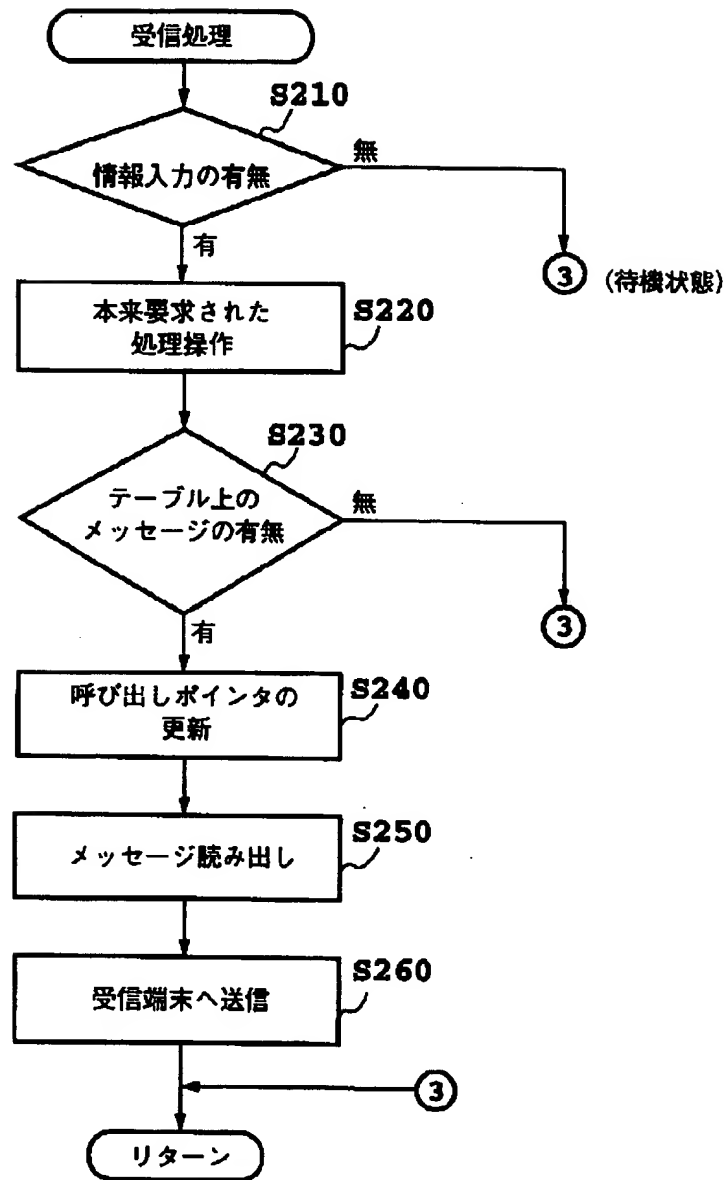 受信処理
S210
情報入力の有無
無
有
③ (待機状態)
本来要求された
処理操作
S220
S230
テーブル上の
メッセージの有無
無
③
有
呼び出しポインタの
更新
S240
メッセージ読み出し
S250
受信端末へ送信
S260
③
リターン